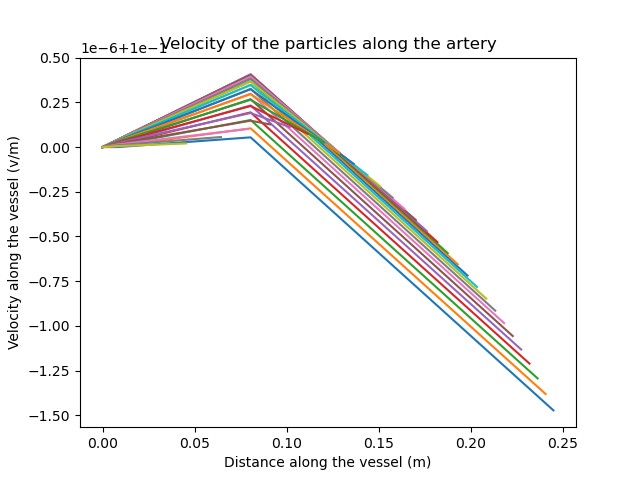 Velocity of the particles along the artery
1e−6+1e−1
0.50
0.25
0.00
−0.25
−0.50
−0.75
−1.00
−1.25
−1.50
Velocity along the vessel (v/m)
0.00 0.05 0.10 0.15 0.20 0.25
Distance along the vessel (m)